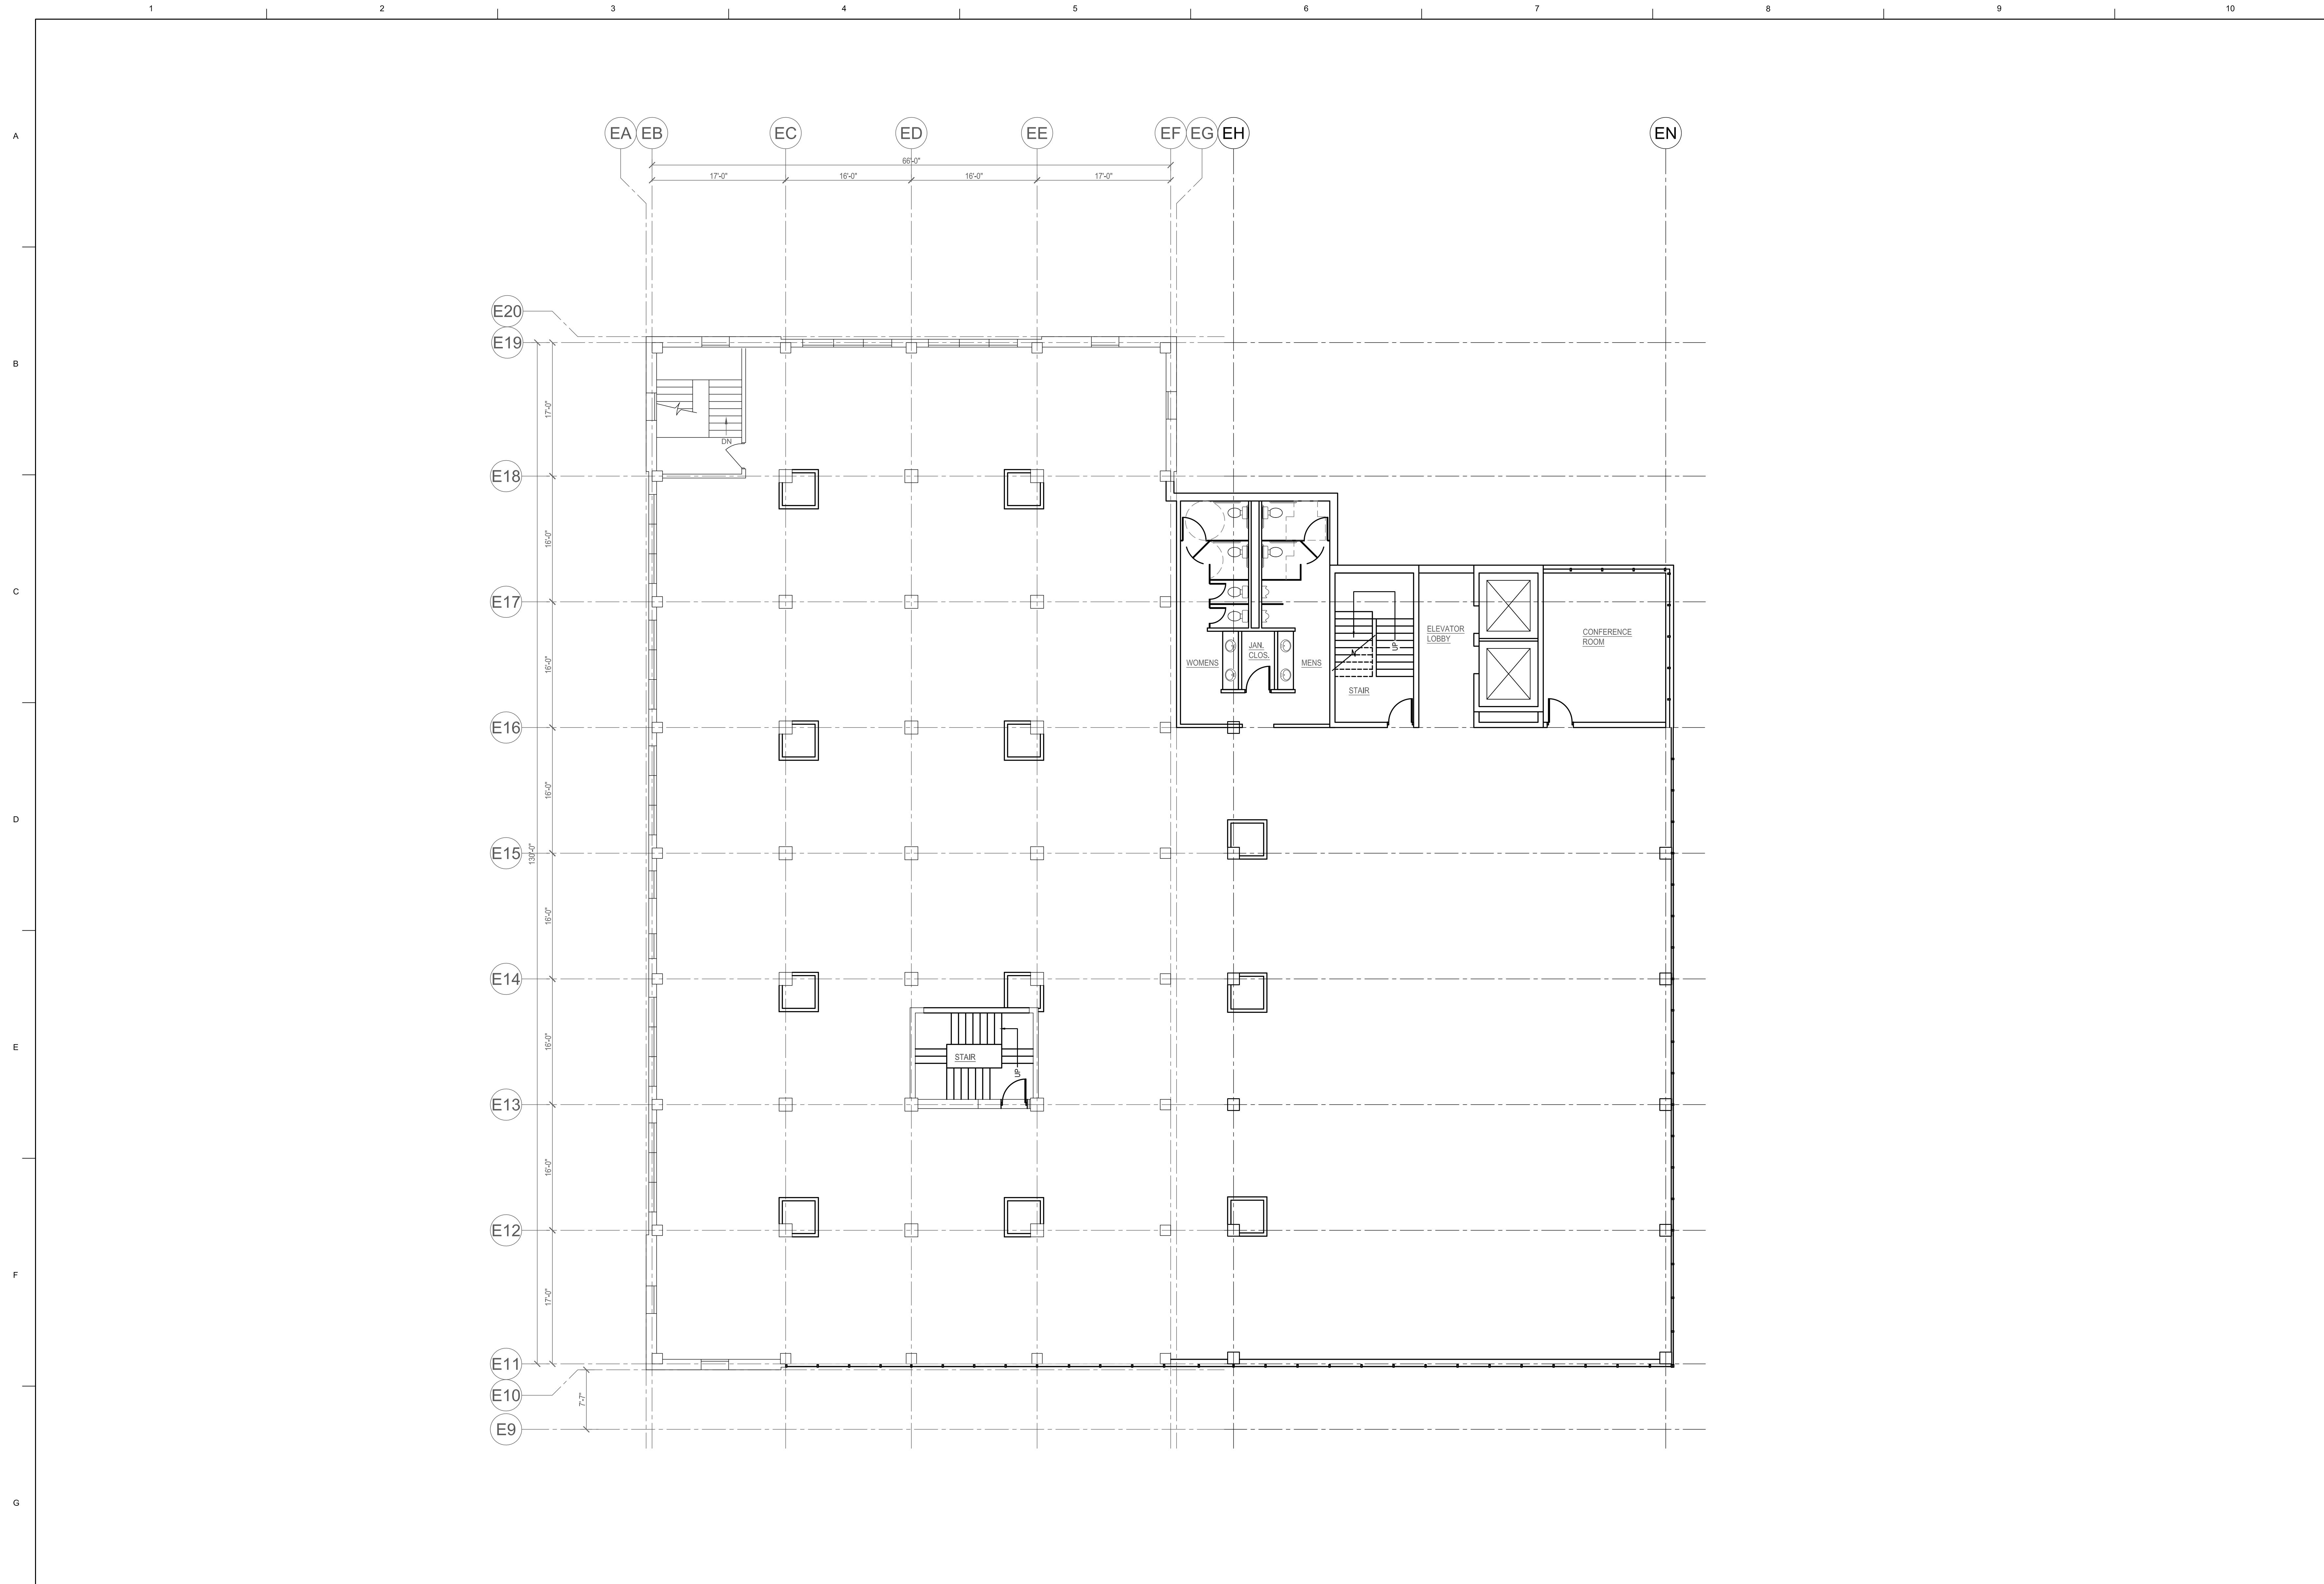 1 2 3 4 5 6 7 8 9 10
A
EA EB EC ED EE EF EG EH EN
66'-0"
17'-0" 16'-0" 16'-0" 17'-0"
E20
E19
B
17'-0"
DN
E18
16'-0"
C
E17
ELEVATOR
LOBBY
CONFERENCE
ROOM
JAN.
CLOS.
UP
WOMENS
MENS
16'-0"
STAIR
E16
16'-0"
D
E15
130'-0"
16'-0"
E14
E
16'-0"
STAIR
UP
E13
16'-0"
E12
F
17'-0"
E11
E10
7'-7"
E9
G